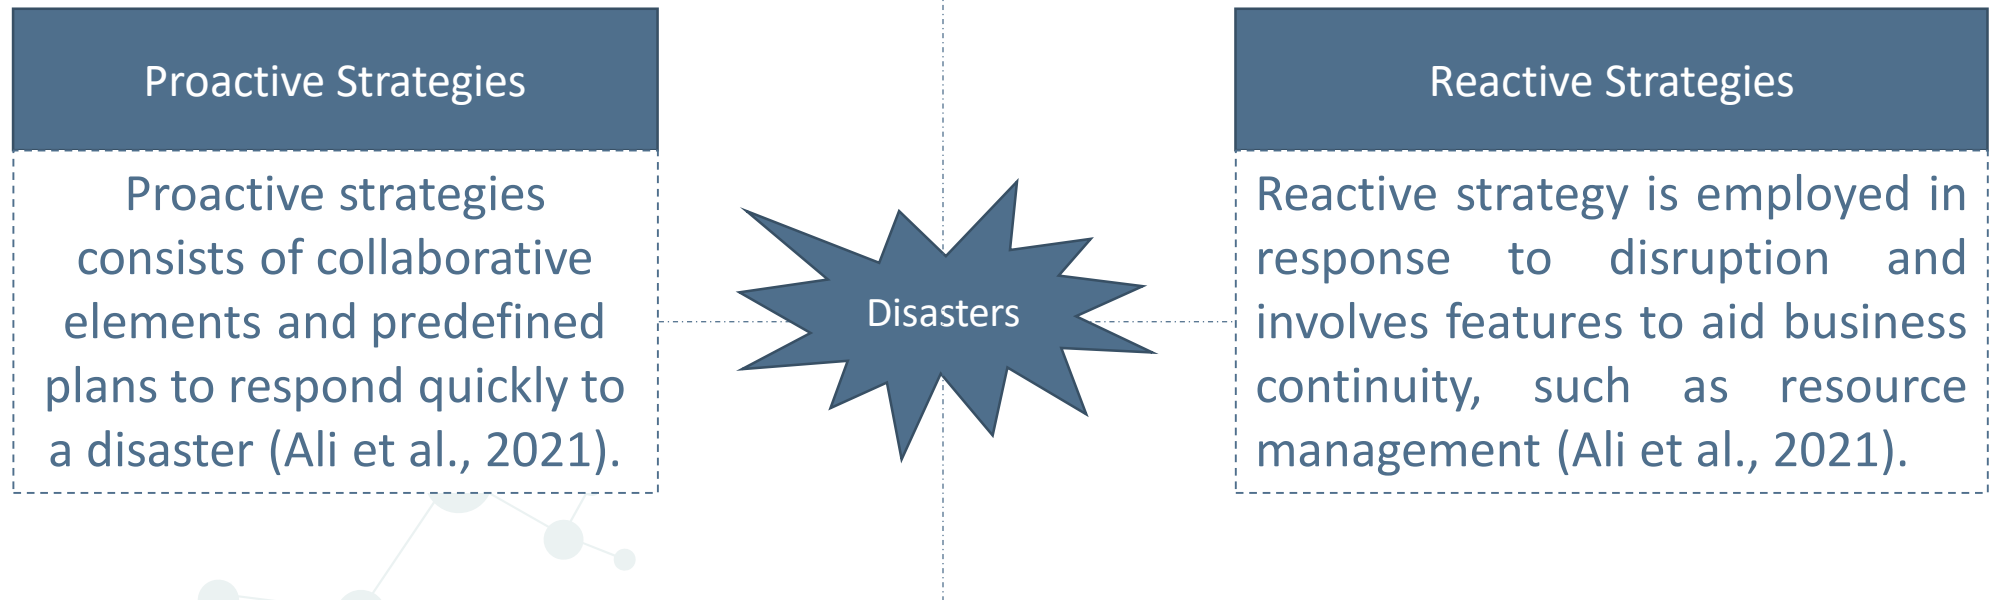 Proactive Strategies
Proactive strategies
consists of collaborative
elements and predefined
plans to respond quickly to
a disaster (Ali et al., 2021).
Disasters
Reactive Strategies
Reactive strategy is employed in
response to disruption and
involves features to aid business
continuity, such as resource
management (Ali et al., 2021).